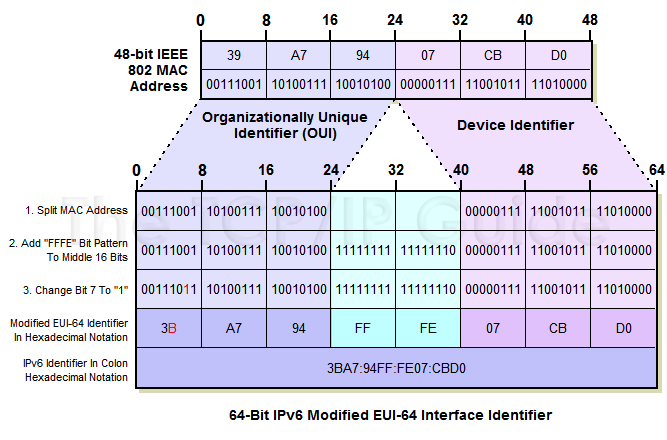 0 8 16 24 32 40 48
48-bit IEEE 39 A7 94 07 CB D0
802 MAC
Address 00111001 10100111 10010100 00000111 11001011 11010000
Organizationally Unique
Identifier (OUI)
Device Identifier
0 8 16 24 32 40 48 56 64
1. Split MAC Address 00111001 10100111 10010100 00000111 11001011 11010000
2. Add "FFFE" Bit Pattern
To Middle 16 Bits 00111001 10100111 10010100 11111111 11111110 00000111 11001011 11010000
3. Change Bit 7 To "1" 00111011 10100111 10010100 11111111 11111110 00000111 11001011 11010000
Modified EUI-64 Identifier
In Hexadecimal Notation 3B A7 94 FF FE 07 CB D0
IPv6 Identifier In Colon
Hexadecimal Notation 3BA7:94FF:FE07:CBD0
64-Bit IPv6 Modified EUI-64 Interface Identifier
The TCP/IP Guide